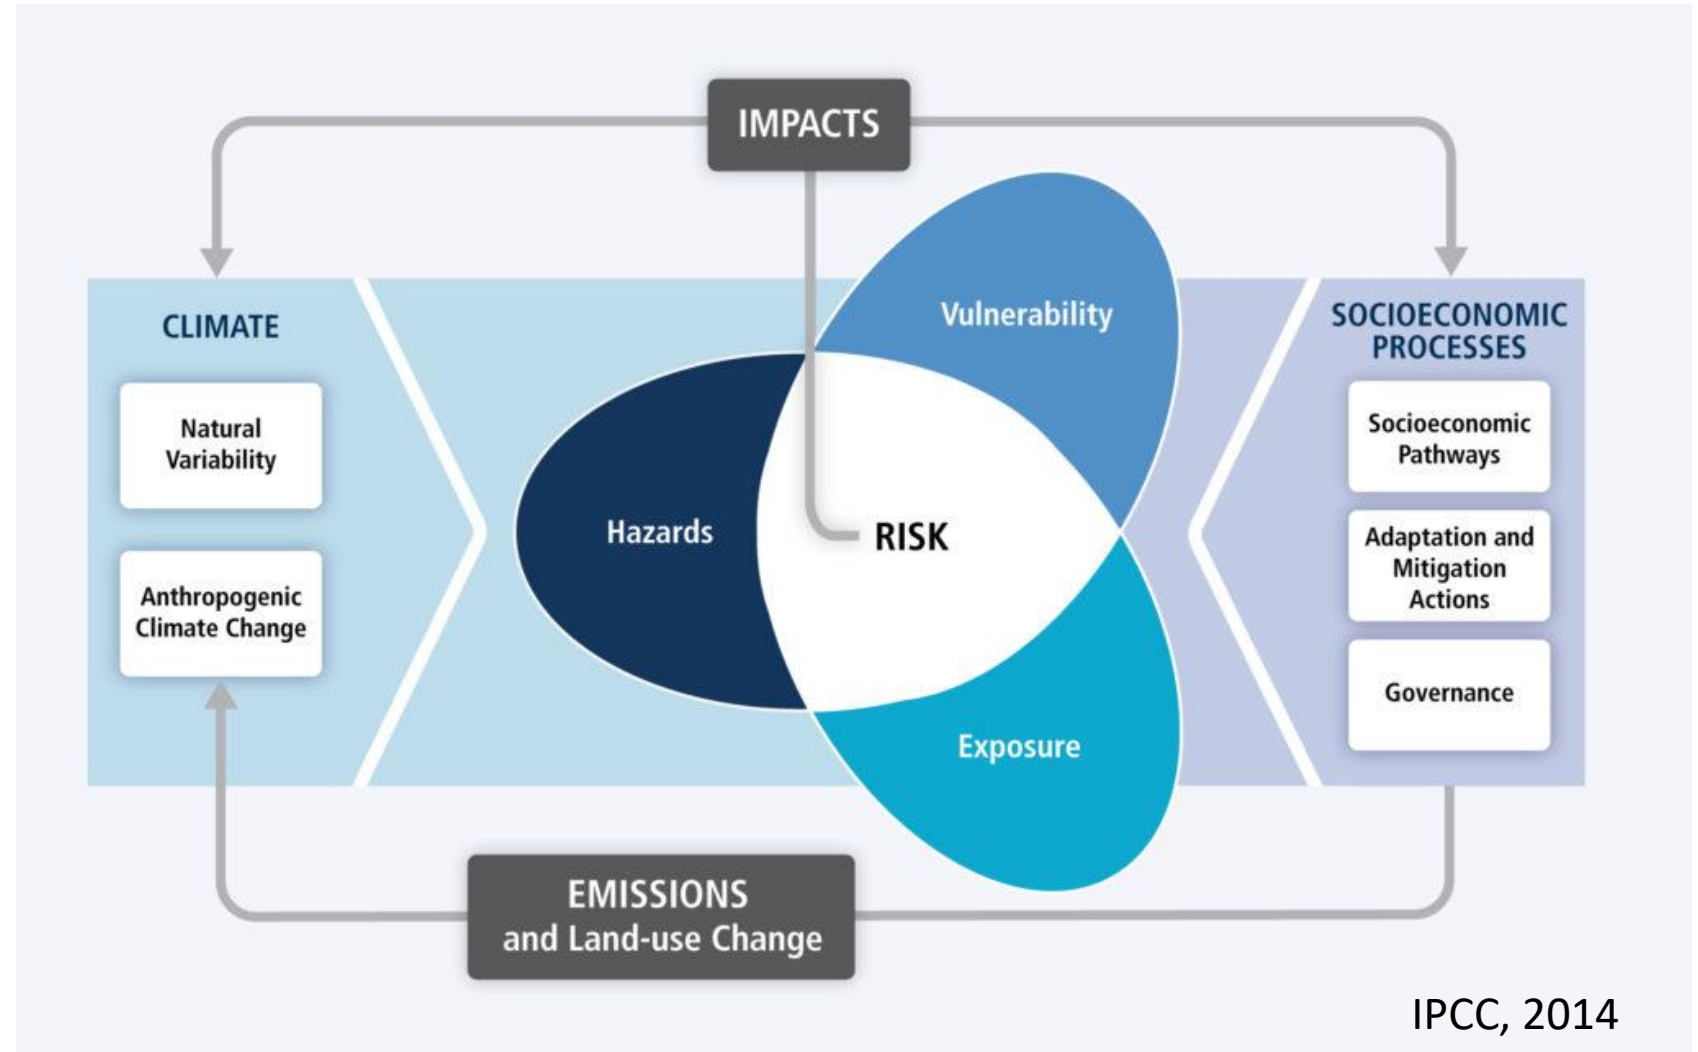 IMPACTS
CLIMATE
Natural
Variability
Anthropogenic
Climate Change
Vulnerability
Hazards
RISK
Exposure
SOCIOECONOMIC
PROCESSES
Socioeconomic
Pathways
Adaptation and
Mitigation
Actions
Governance
EMISSIONS
and Land-use Change
IPCC, 2014